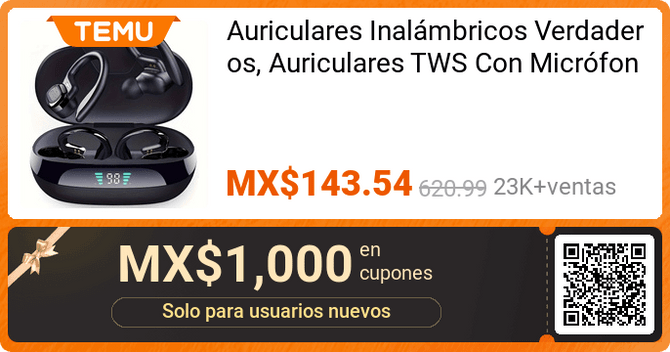 TEMU
Auriculares Inalámbricos Verdader
os, Auriculares TWS Con Micrófon
98
MX$143.54 620.99 23K+ventas
MX$1,000 en
cupones
Solo para usuarios nuevos